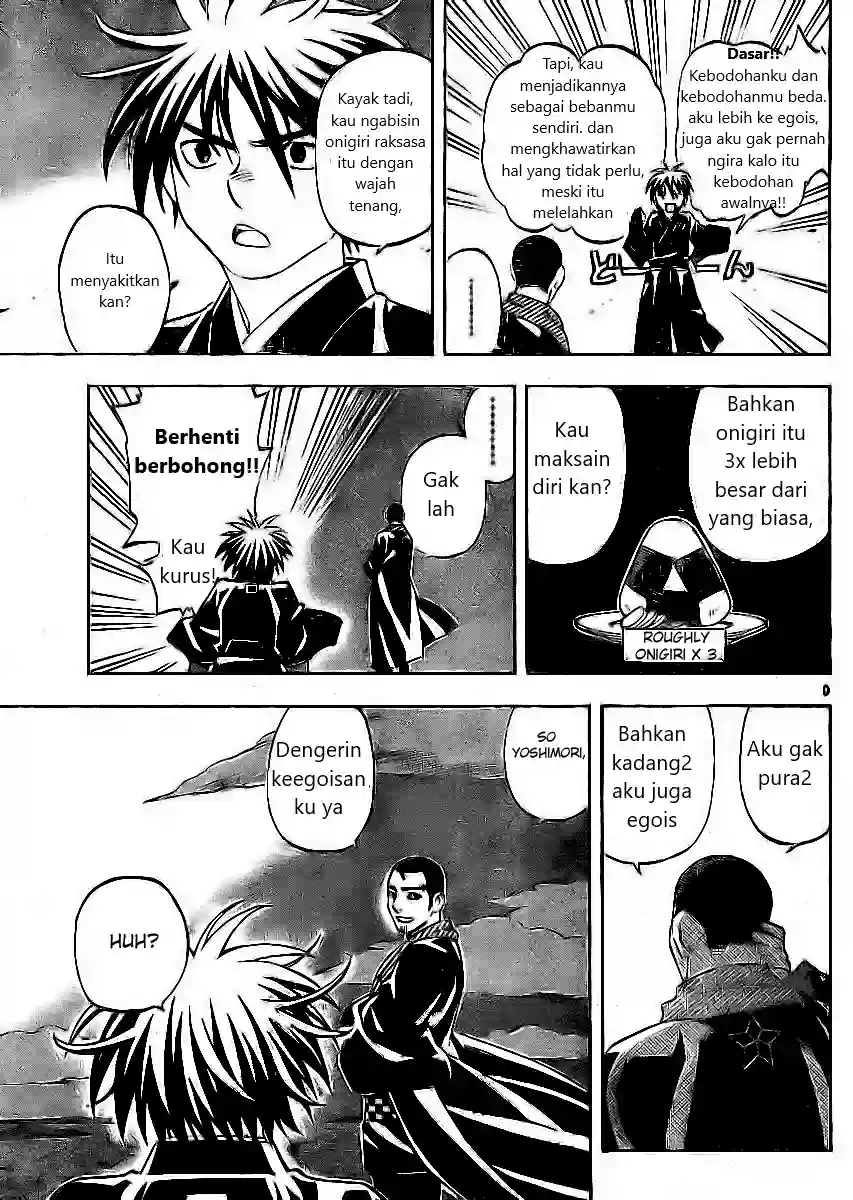 Dasar!!
Kebodohanku dan
kebodohanmu beda.
aku lebih ke egois,
juga aku gak pernah
ngira kalo itu
kebodohan
awalnya!!
Tapi, kau
menjadikannya
sebagai bebanmu
sendiri. dan
mengkhawatirkan
hal yang tidak perlu,
meski itu
melelahkan
どーーん
Kayak tadi,
kau ngabisin
onigiri raksasa
itu dengan
wajah
tenang,
Itu
menyakitkan
kan?
Bahkan
onigiri itu
3x lebih
besar dari
yang biasa,
Kau
maksain
diri kan?
ROUGHLY
ONIGIRI X 3
Gak
lah
Berhenti
berbohong!!
Kau
kurus!
Aku gak
pura2
Bahkan
kadang2
aku juga
egois
SO
YOSHIMORI,
Dengerin
keegoisan
ku ya
HUH?